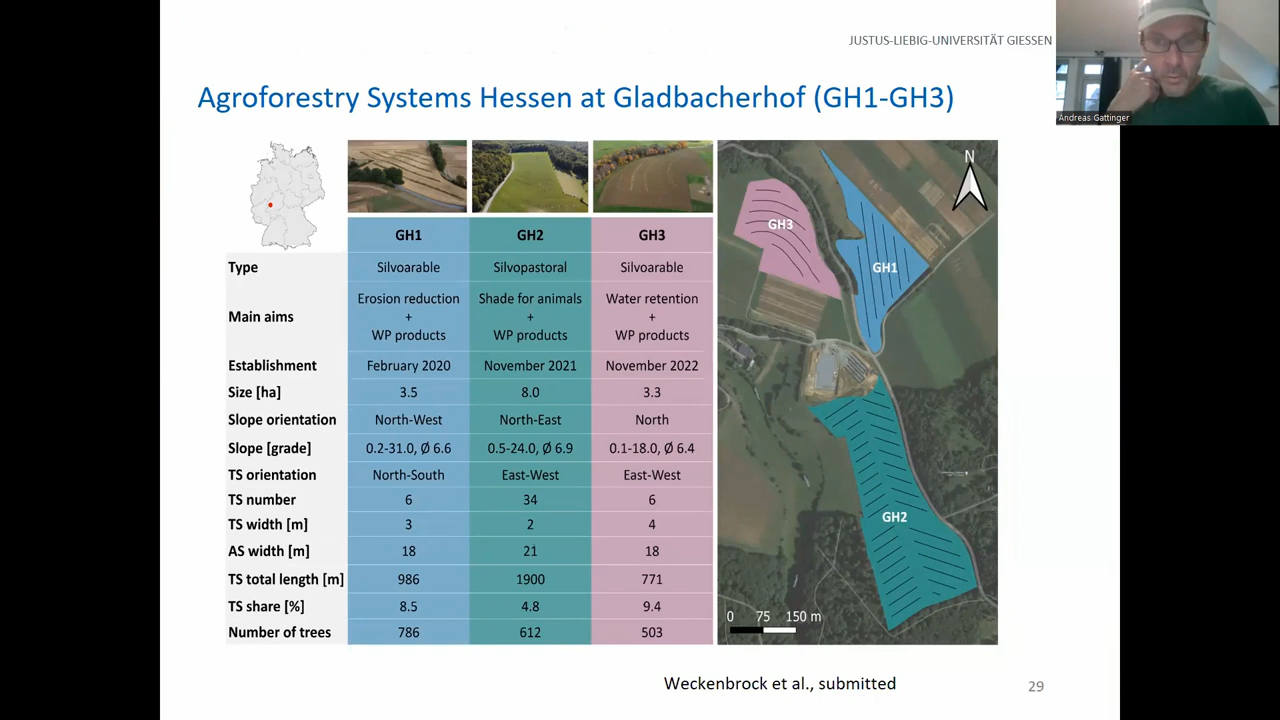 JUSTUS-LIEBIG-UNIVERSITÄT GIESSEN
Andreas Gattinger
Agroforestry Systems Hessen at Gladbacherhof (GH1-GH3)
GH1 GH2 GH3
Type Silvoarable Silvopastoral Silvoarable
Main aims Erosion reduction + WP products Shade for animals + WP products Water retention + WP products
Establishment February 2020 November 2021 November 2022
Size [ha] 3.5 8.0 3.3
Slope orientation North-West North-East North
Slope [grade] 0.2-31.0, Ø 6.6 0.5-24.0, Ø 6.9 0.1-18.0, Ø 6.4
TS orientation North-South East-West East-West
TS number 6 34 6
TS width [m] 3 2 4
AS width [m] 18 21 18
TS total length [m] 986 1900 771
TS share [%] 8.5 4.8 9.4
Number of trees 786 612 503
N
GH3
GH1
GH2
0 75 150 m
Weckenbrock et al., submitted
29